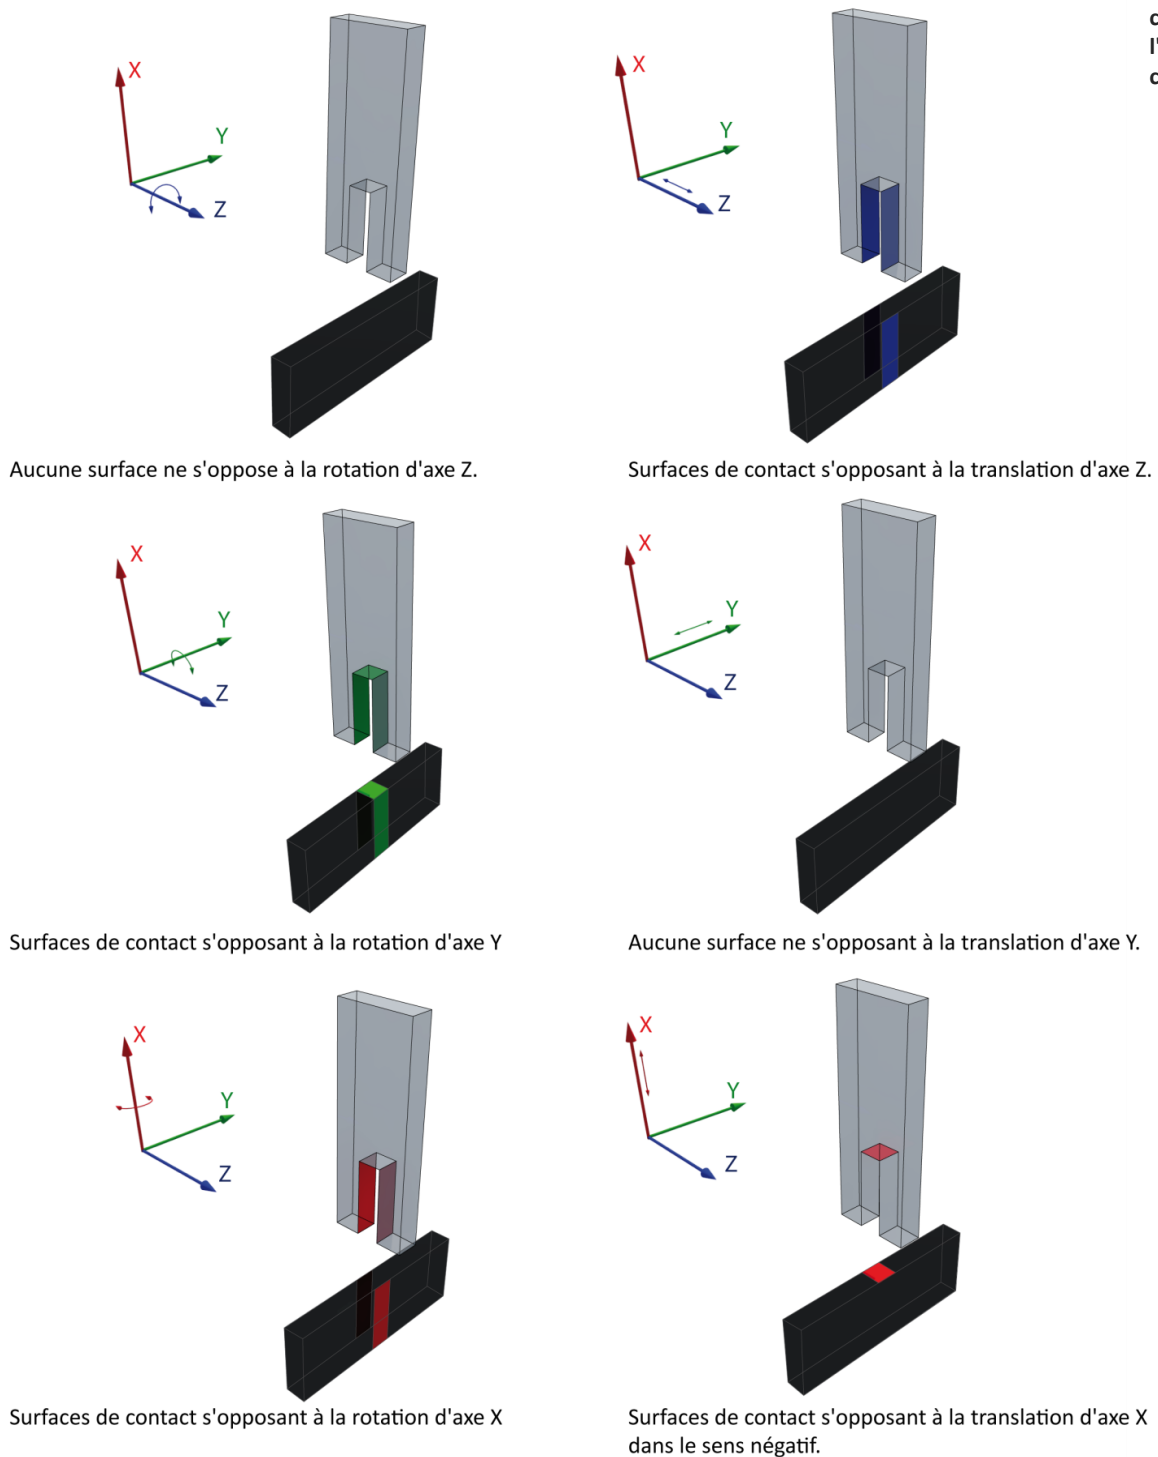 c
l'
c
X
Y
Z
X
Y
Z
Aucune surface ne s'oppose à la rotation d'axe Z.
Surfaces de contact s'opposant à la translation d'axe Z.
X
Y
Z
X
Y
Z
Surfaces de contact s'opposant à la rotation d'axe Y
Aucune surface ne s'opposant à la translation d'axe Y.
X
Y
Z
X
Y
Z
Surfaces de contact s'opposant à la rotation d'axe X
Surfaces de contact s'opposant à la translation d'axe X
dans le sens négatif.